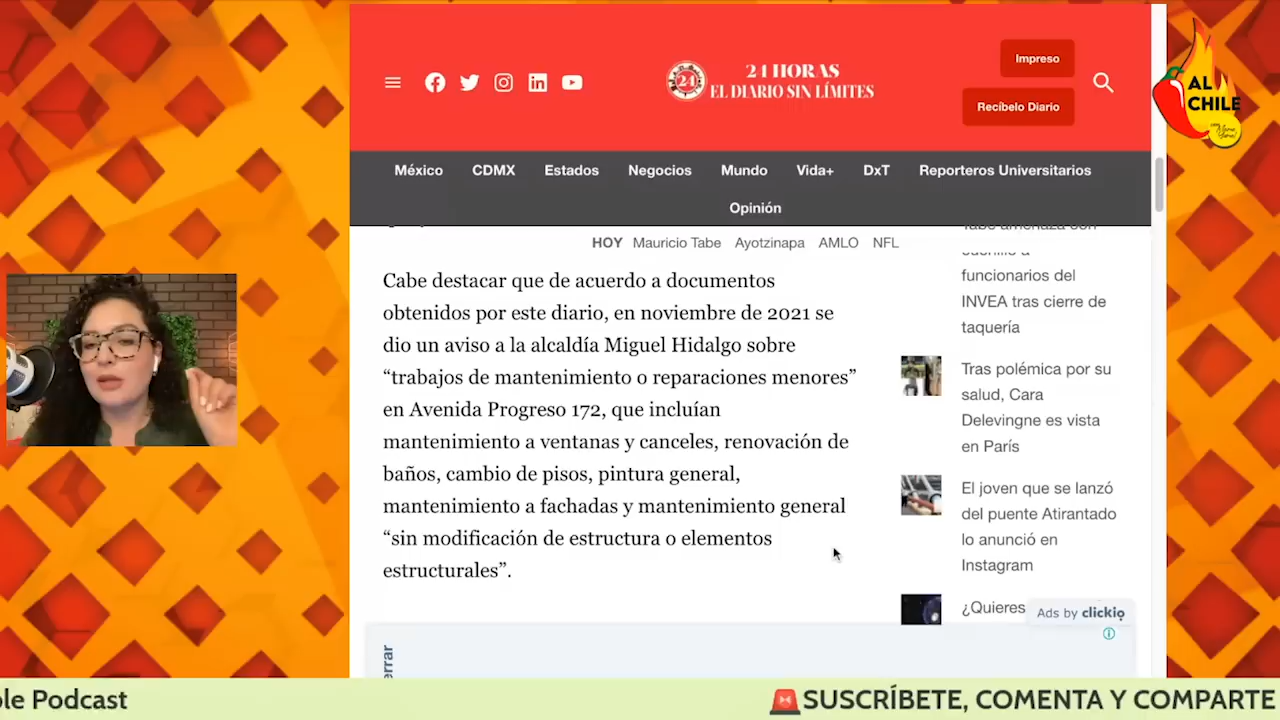 Impreso
24 HORAS
EL DIARIO SIN LÍMITES
24
Recíbelo Diario
AL
CHILE
México CDMX Estados Negocios Mundo Vida+ DxT Reporteros Universitarios
Opinión
HOY Mauricio Tabe Ayotzinapa AMLO NFL
Cabe destacar que de acuerdo a documentos
obtenidos por este diario, en noviembre de 2021 se
dio un aviso a la alcaldía Miguel Hidalgo sobre
“trabajos de mantenimiento o reparaciones menores”
en Avenida Progreso 172, que incluían
mantenimiento a ventanas y canceles, renovación de
baños, cambio de pisos, pintura general,
mantenimiento a fachadas y mantenimiento general
“sin modificación de estructura o elementos
estructurales”.
funcionarios del
INVEA tras cierre de
taquería
Tras polémica por su
salud, Cara
Delevingne es vista
en París
El joven que se lanzó
del puente Atirantado
lo anunció en
Instagram
¿Quieres
Ads by clickio
errar
ole Podcast
SUSCRÍBETE, COMENTA Y COMPARTE